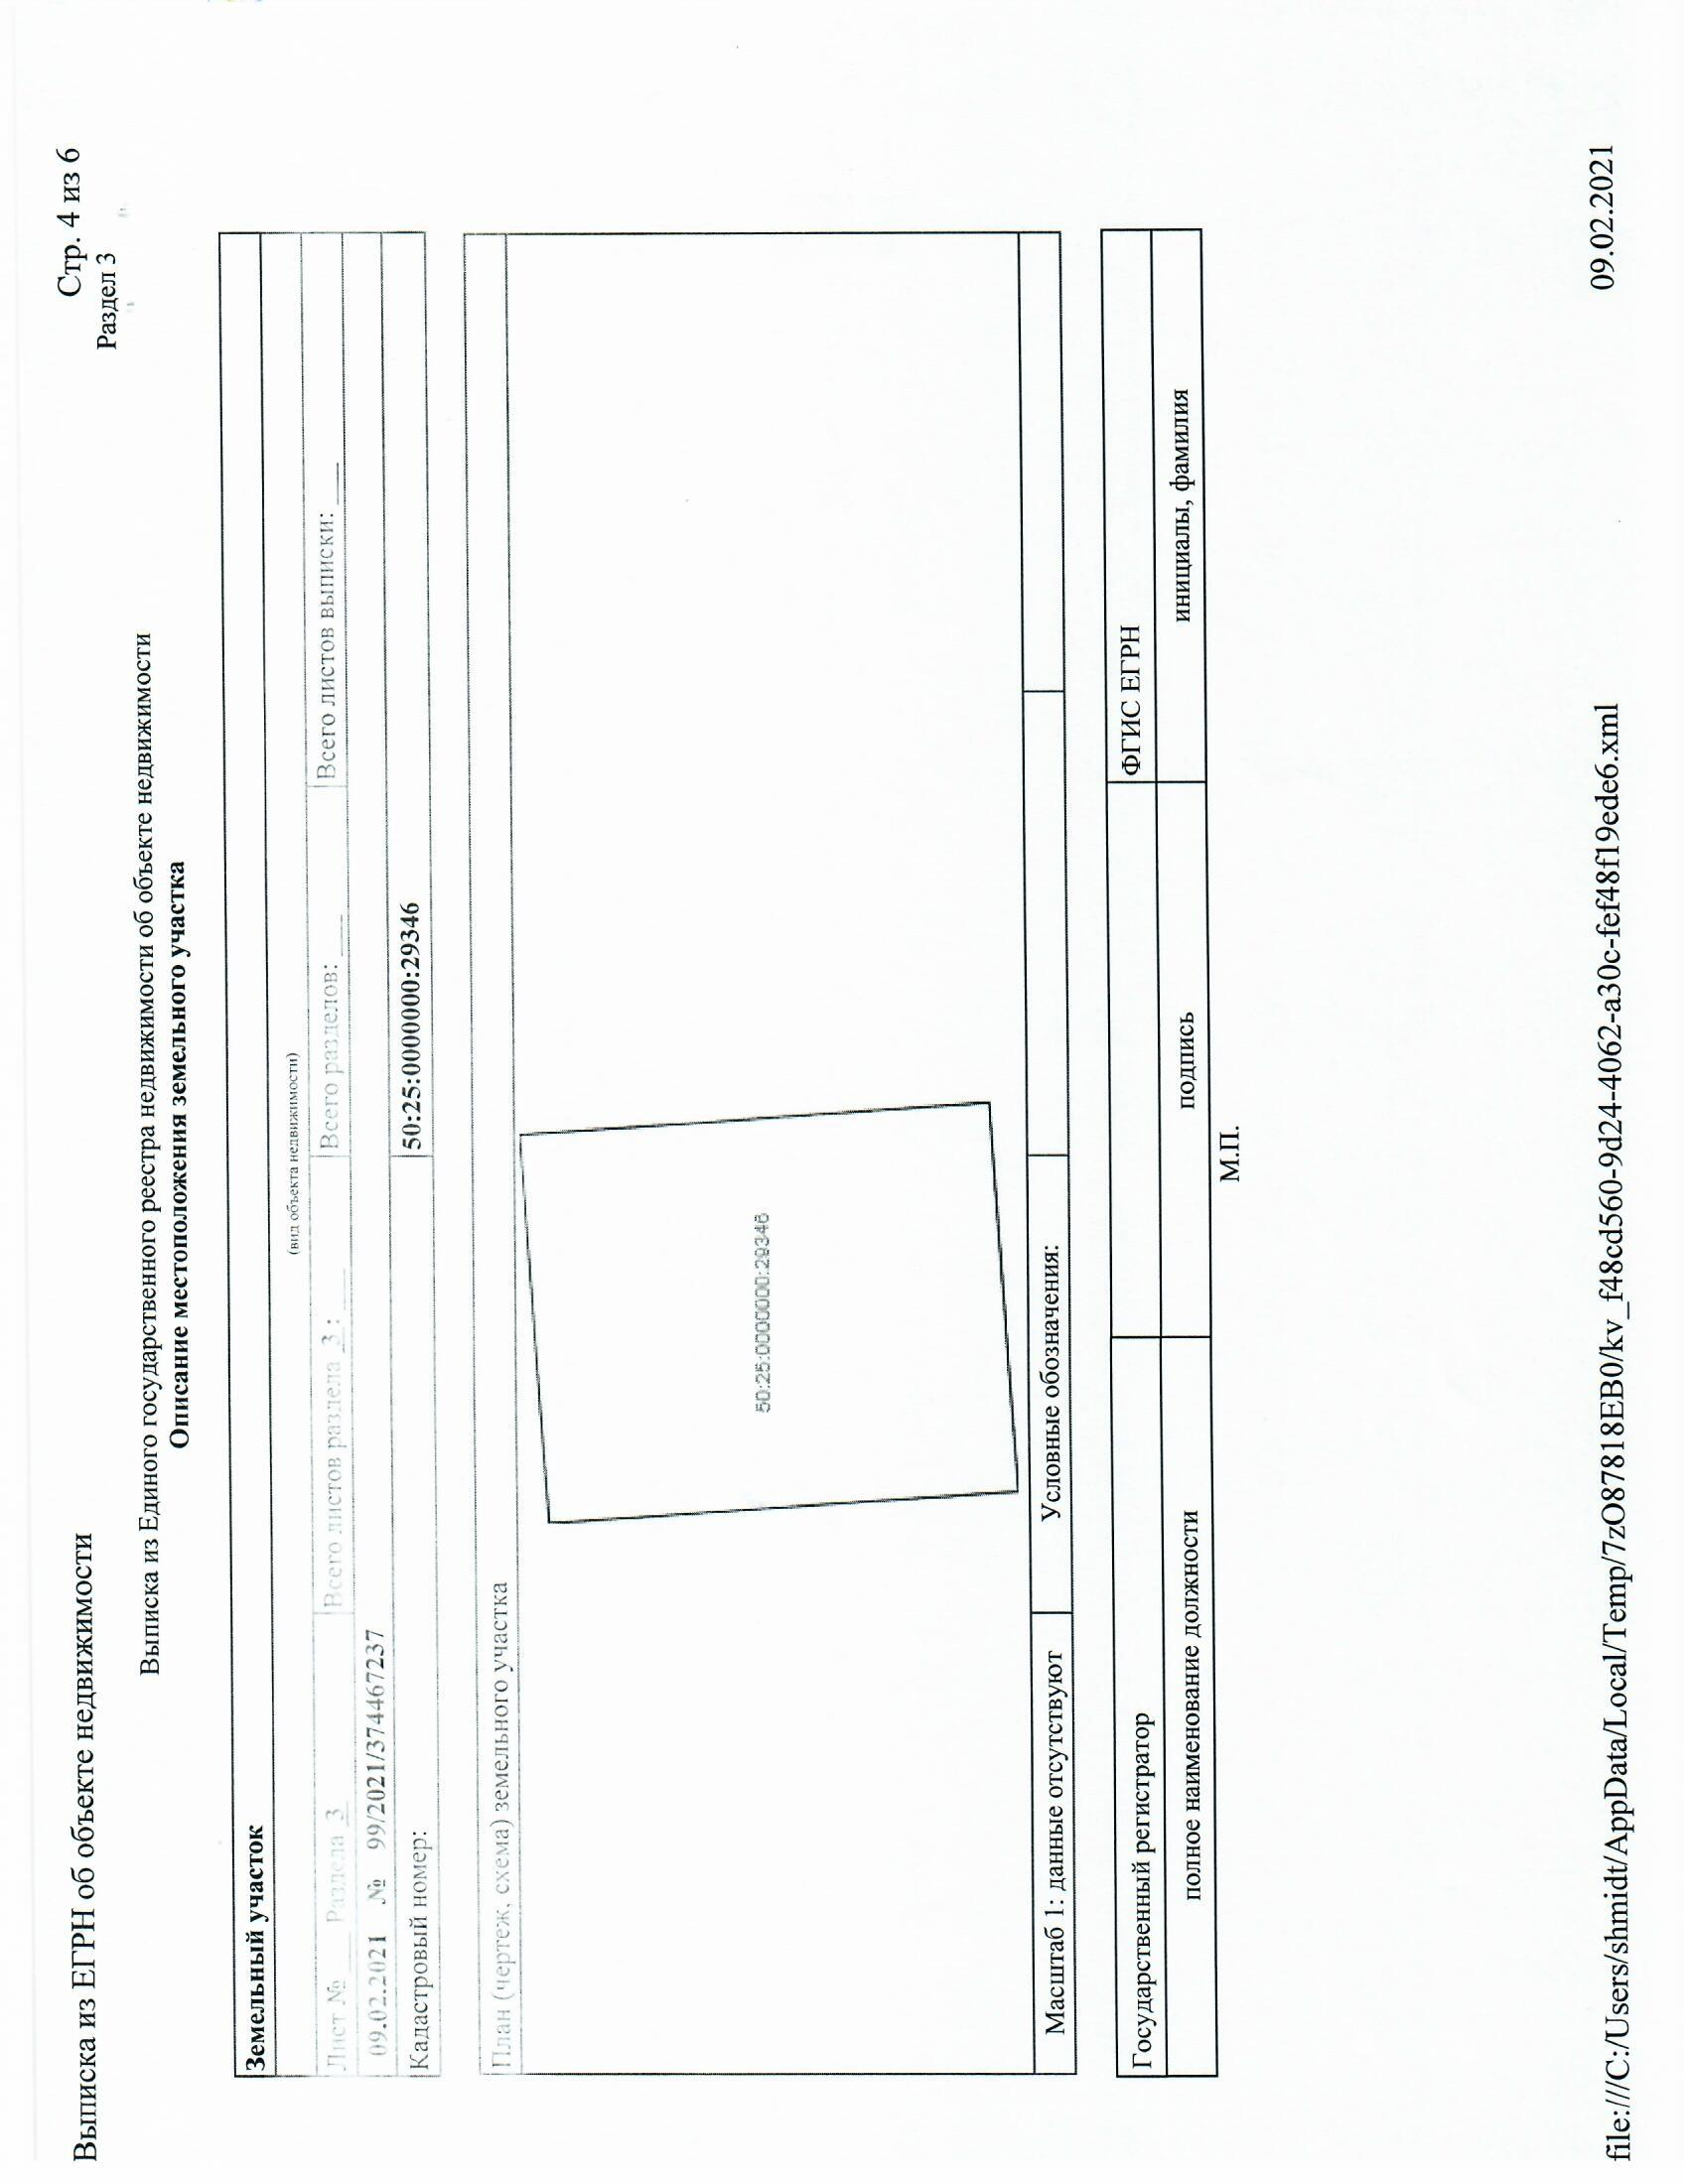 Выписка из ЕГРН об объекте недвижимости
Стр. 4 из 6
Раздел 3
Выписка из Единого государственного реестра недвижимости об объекте недвижимости
Описание местоположения земельного участка
Земельный участок
(вид объекта недвижимости)
Лист № ___ Раздела 3
Всего листов раздела 3 : ___
Всего разделов: ___
Всего листов выписки: ___
09.02.2021 № 99/2021/374467237
Кадастровый номер:
50:25:0000000:29346
План (чертеж, схема) земельного участка
50:25:0000000:29346
Масштаб 1: данные отсутствуют
Условные обозначения:
Государственный регистратор
ФГИС ЕГРН
полное наименование должности
подпись
инициалы, фамилия
М.П.
file:///C:/Users/shmidt/AppData/Local/Temp/7zO87818EB0/kv_f48cd560-9d24-4062-a30c-fef48f19ede6.xml
09.02.2021